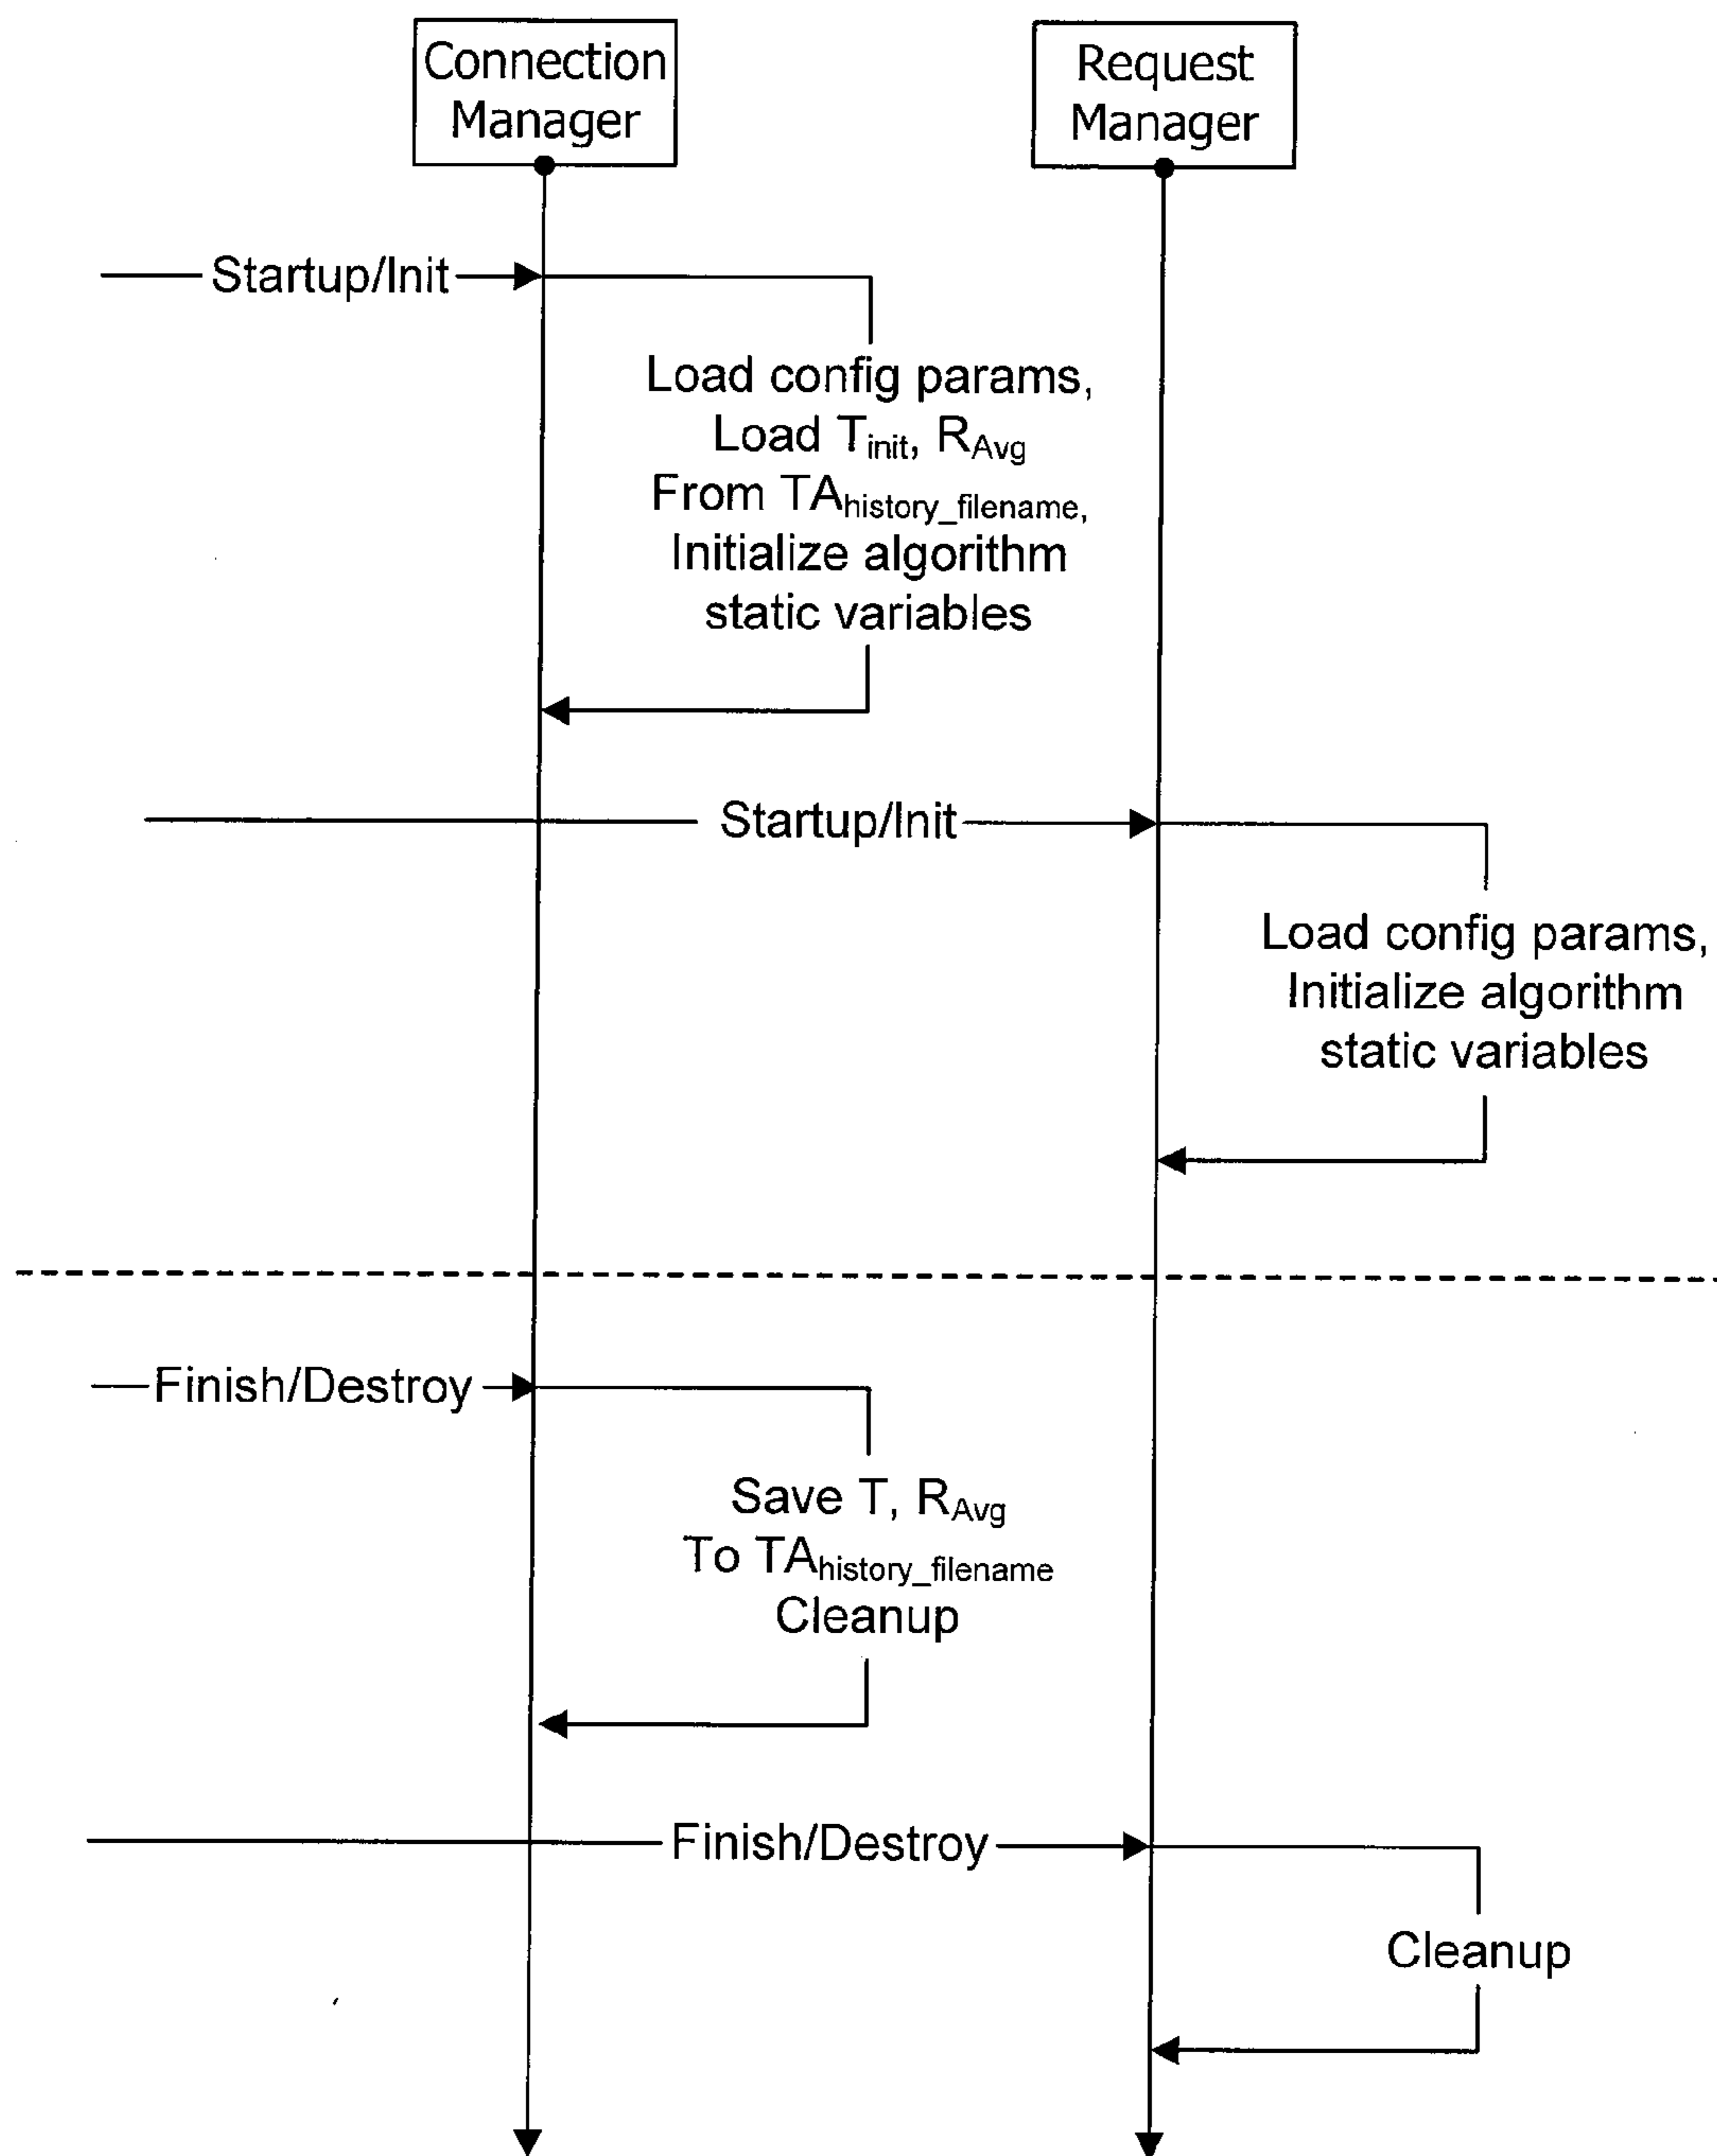 Connection
Manager
Request
Manager
Startup/Init
Load config params,
Load Tinit, RAvg
From TAhistory_filename,
Initialize algorithm
static variables
Startup/Init
Load config params,
Initialize algorithm
static variables
Finish/Destroy
Save T, RAvg
To TAhistory_filename
Cleanup
Finish/Destroy
Cleanup